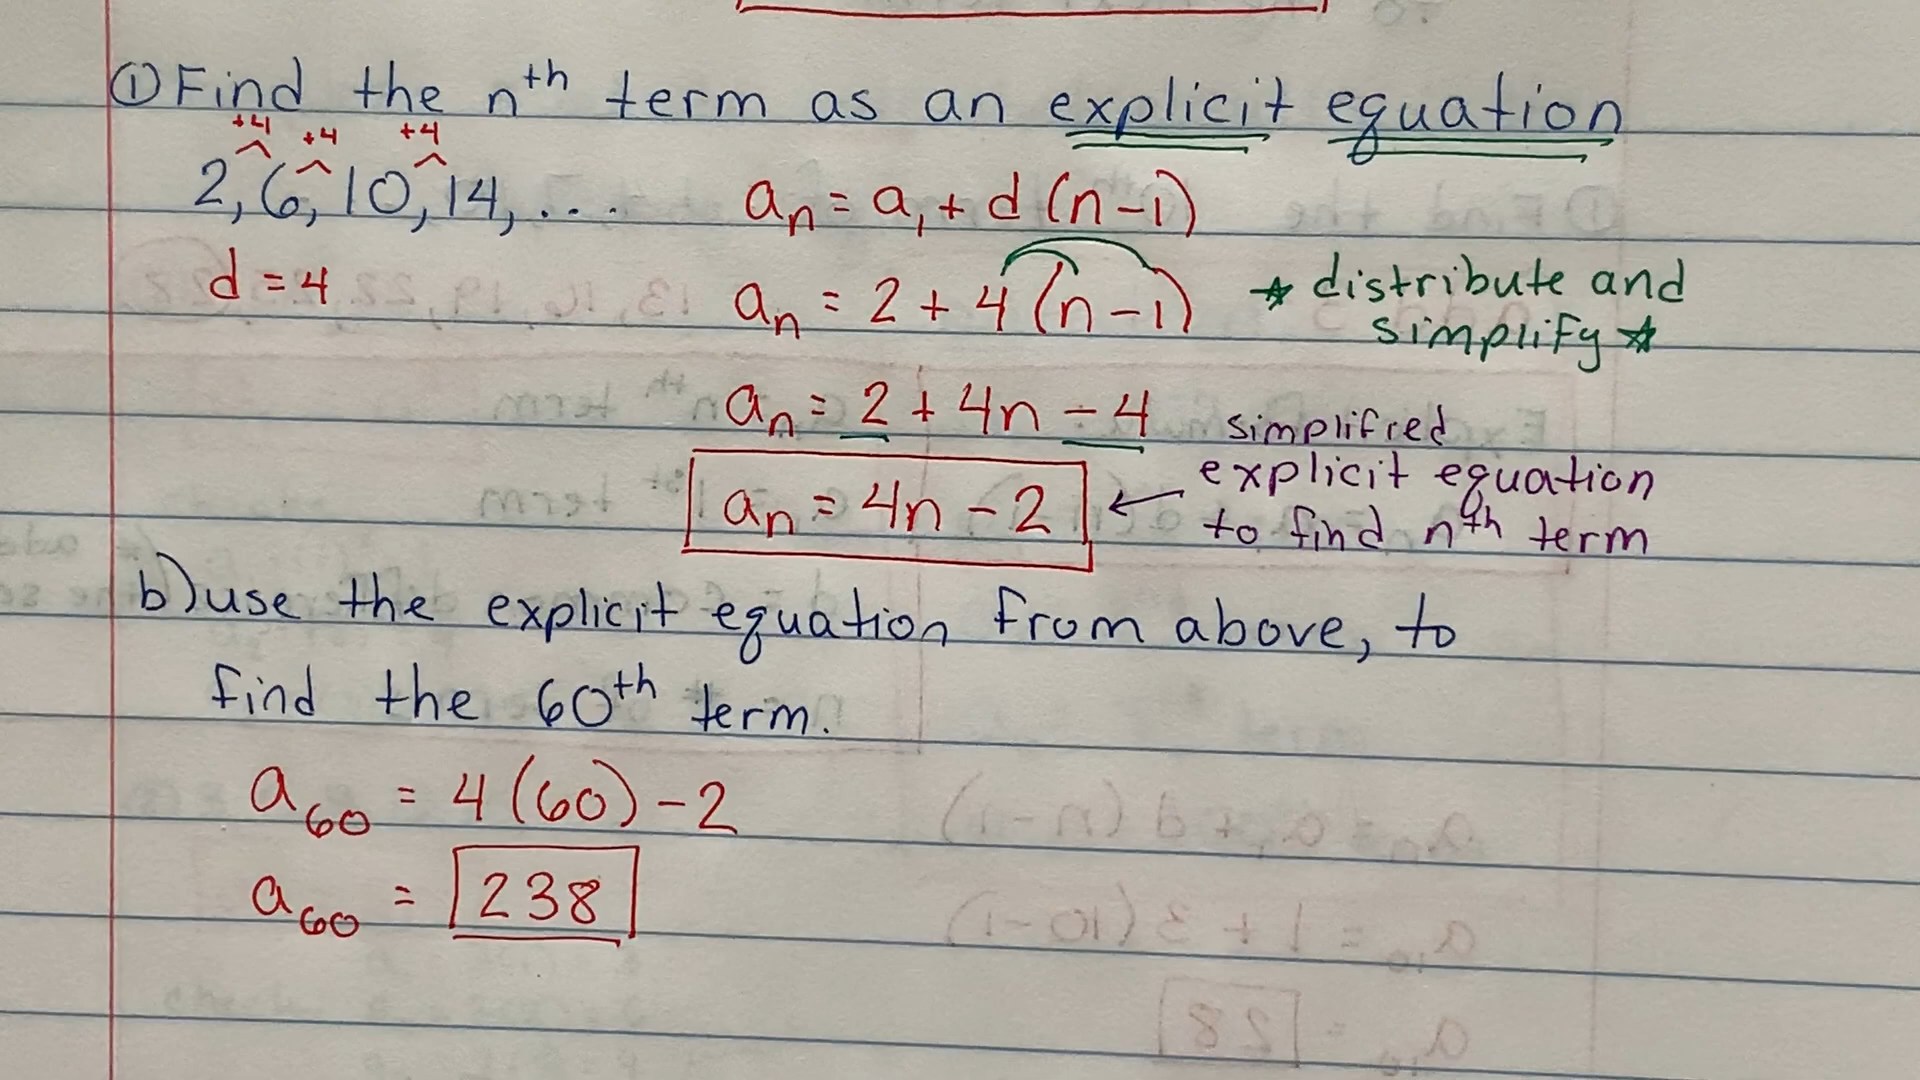 ① Find the nᵗʰ term as an explicit equation
+4 +4 +4
2, 6, 10, 14, ...
aₙ = a₁ + d(n-1)
d = 4
aₙ = 2 + 4(n-1)
* distribute and
simplify *
aₙ = 2 + 4n - 4
simplified
explicit equation
to find nᵗʰ term
aₙ = 4n - 2
←
b) use the explicit equation from above, to
find the 60ᵗʰ term.
a₆₀ = 4(60) - 2
a₆₀ = 238